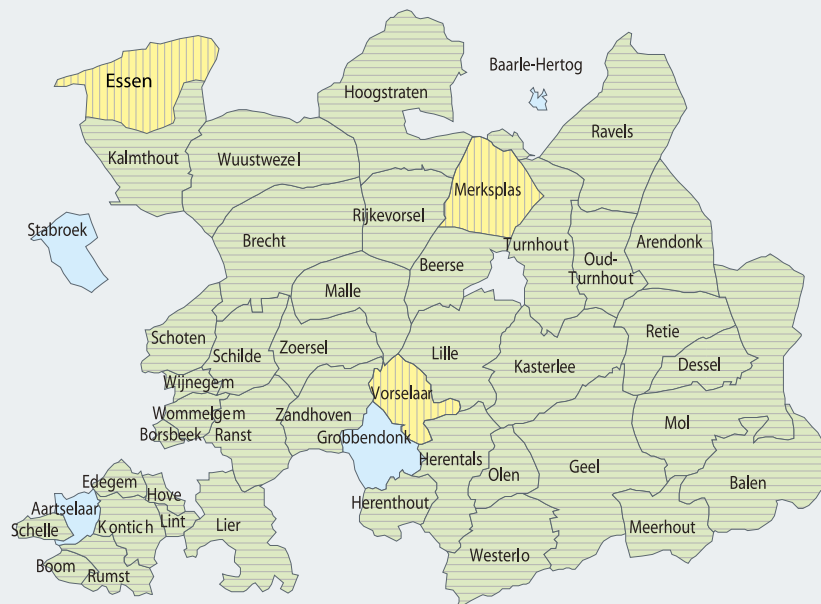 Baarle-Hertog
Essen
Hoogstraten
Ravels
Kalmthout
Wuustwezel
Merksplas
Rijkevorsel
Stabroek
Brecht
Turnhout
Arendonk
Beerse
Oud-
Turnhout
Malle
Schoten
Retie
Schilde
Zoersel
Lille
Kasterlee
Dessel
Wijnegem
Vorselaar
Wommelgem
Zandhoven
Mol
Borsbeek
Ranst
Grobbendonk
Herentals
Geel
Olen
Edegem
Balen
Hove
Herenthout
Aartselaar
Schelle
Kontich
Lint
Lier
Meerhout
Westerlo
Boom
Rumst